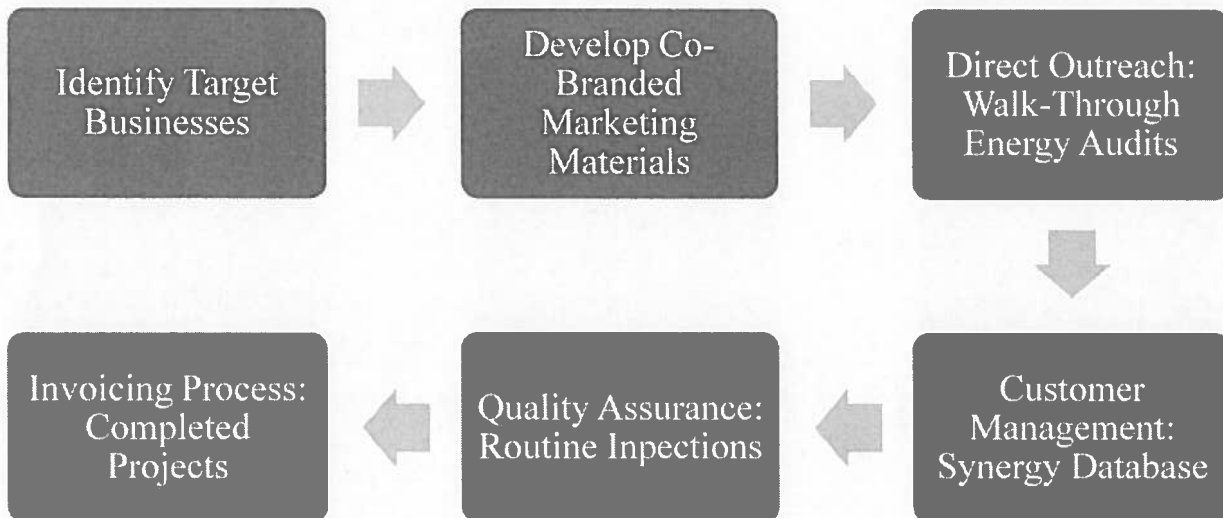 Identify Target
Businesses
Develop Co-
Branded
Marketing
Materials
Direct Outreach:
Walk-Through
Energy Audits
Customer
Management:
Synergy Database
Quality Assurance:
Routine Inpections
Invoicing Process:
Completed
Projects